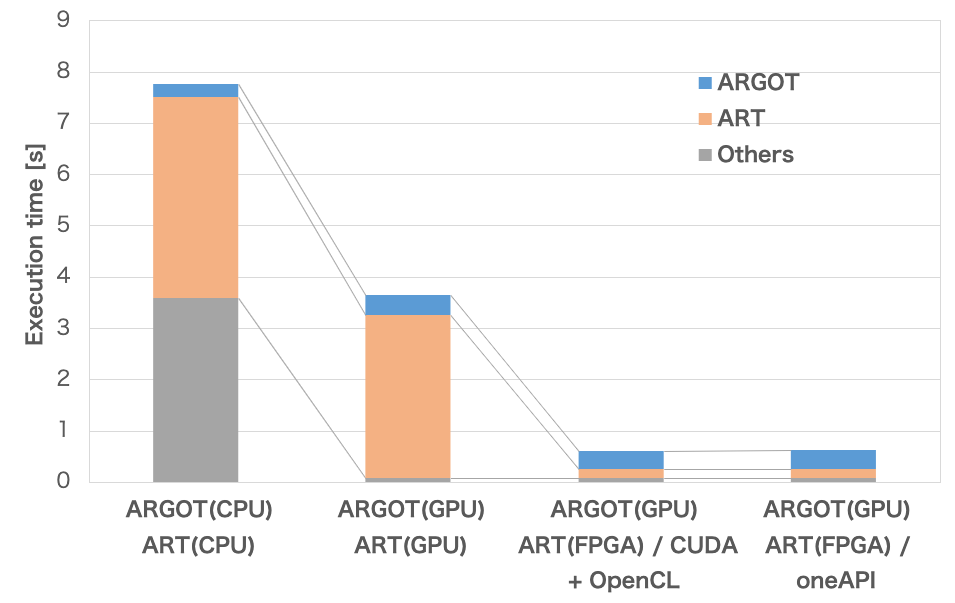 9
8
7
6
5
4
3
2
1
0
Execution time [s]
ARGOT
ART
Others
ARGOT(CPU)
ART(CPU)
ARGOT(GPU)
ART(GPU)
ARGOT(GPU)
ART(FPGA) / CUDA
+ OpenCL
ARGOT(GPU)
ART(FPGA) /
oneAPI